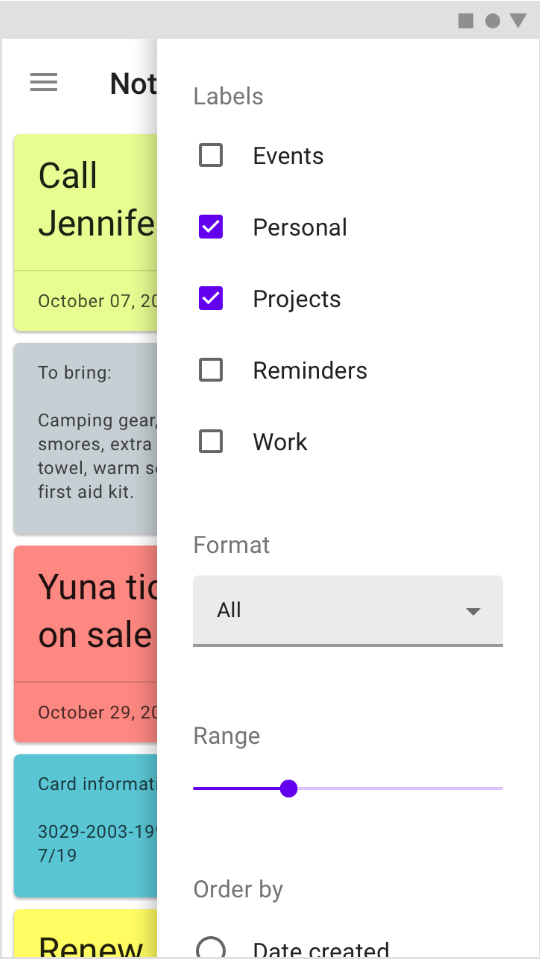 Not
Call
Jennife
October 07, 20
To bring:
Camping gear,
smores, extra
towel, warm s
first aid kit.
Yuna tic
on sale
October 29, 20
Card informati
3029-2003-199
7/19
Renew
Labels
Events
Personal
Projects
Reminders
Work
Format
All
Range
Order by
Date created